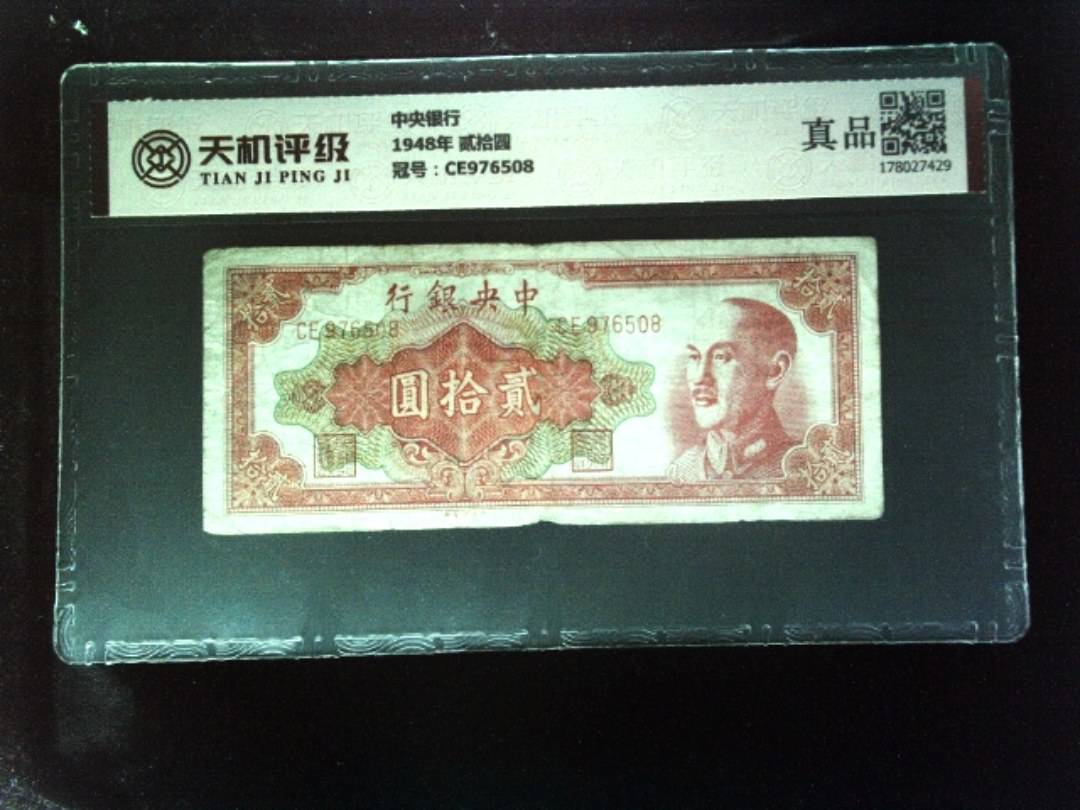 天机评级
TIAN JI PING JI
中央银行
1948年 贰拾圆
冠号：CE976508
真品
178027429
行銀央中
CE976508
CE976508
圓拾貳